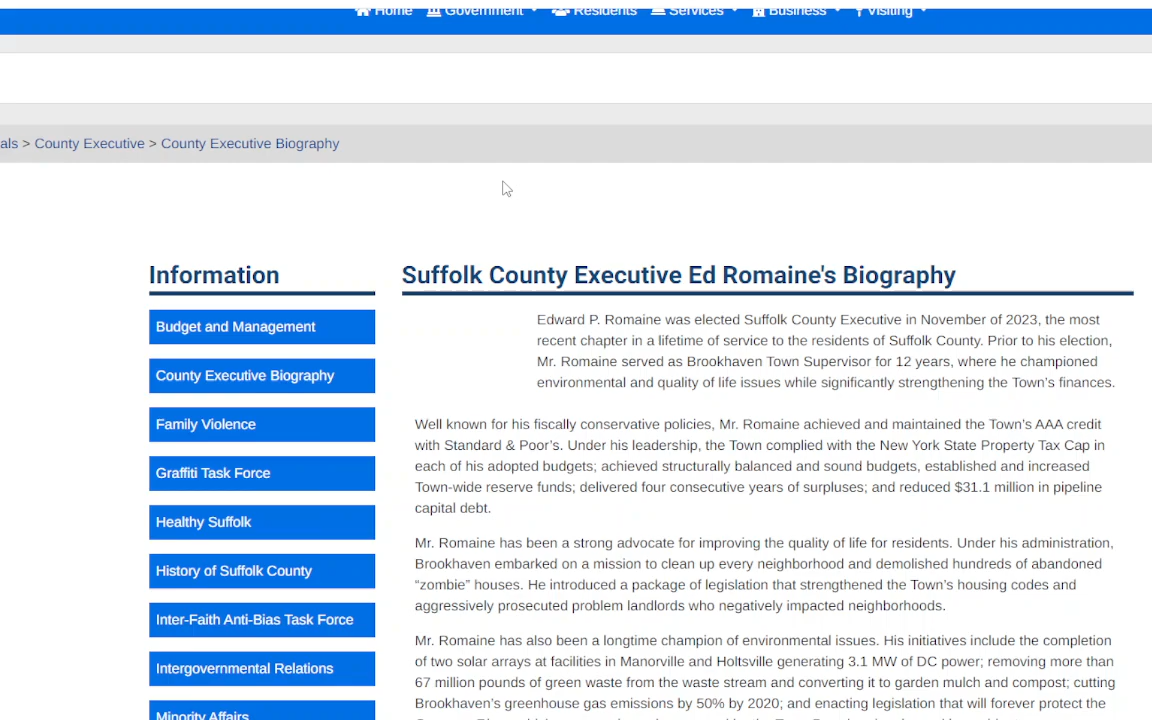 Home Government Residents Services Business Visiting
als > County Executive > County Executive Biography
Information
Budget and Management
County Executive Biography
Family Violence
Graffiti Task Force
Healthy Suffolk
History of Suffolk County
Inter-Faith Anti-Bias Task Force
Intergovernmental Relations
Minority Affairs
Suffolk County Executive Ed Romaine's Biography
Edward P. Romaine was elected Suffolk County Executive in November of 2023, the most
recent chapter in a lifetime of service to the residents of Suffolk County. Prior to his election,
Mr. Romaine served as Brookhaven Town Supervisor for 12 years, where he championed
environmental and quality of life issues while significantly strengthening the Town’s finances.
Well known for his fiscally conservative policies, Mr. Romaine achieved and maintained the Town’s AAA credit
with Standard & Poor’s. Under his leadership, the Town complied with the New York State Property Tax Cap in
each of his adopted budgets; achieved structurally balanced and sound budgets, established and increased
Town-wide reserve funds; delivered four consecutive years of surpluses; and reduced $31.1 million in pipeline
capital debt.
Mr. Romaine has been a strong advocate for improving the quality of life for residents. Under his administration,
Brookhaven embarked on a mission to clean up every neighborhood and demolished hundreds of abandoned
“zombie” houses. He introduced a package of legislation that strengthened the Town’s housing codes and
aggressively prosecuted problem landlords who negatively impacted neighborhoods.
Mr. Romaine has also been a longtime champion of environmental issues. His initiatives include the completion
of two solar arrays at facilities in Manorville and Holtsville generating 3.1 MW of DC power; removing more than
67 million pounds of green waste from the waste stream and converting it to garden mulch and compost; cutting
Brookhaven’s greenhouse gas emissions by 50% by 2020; and enacting legislation that will forever protect the